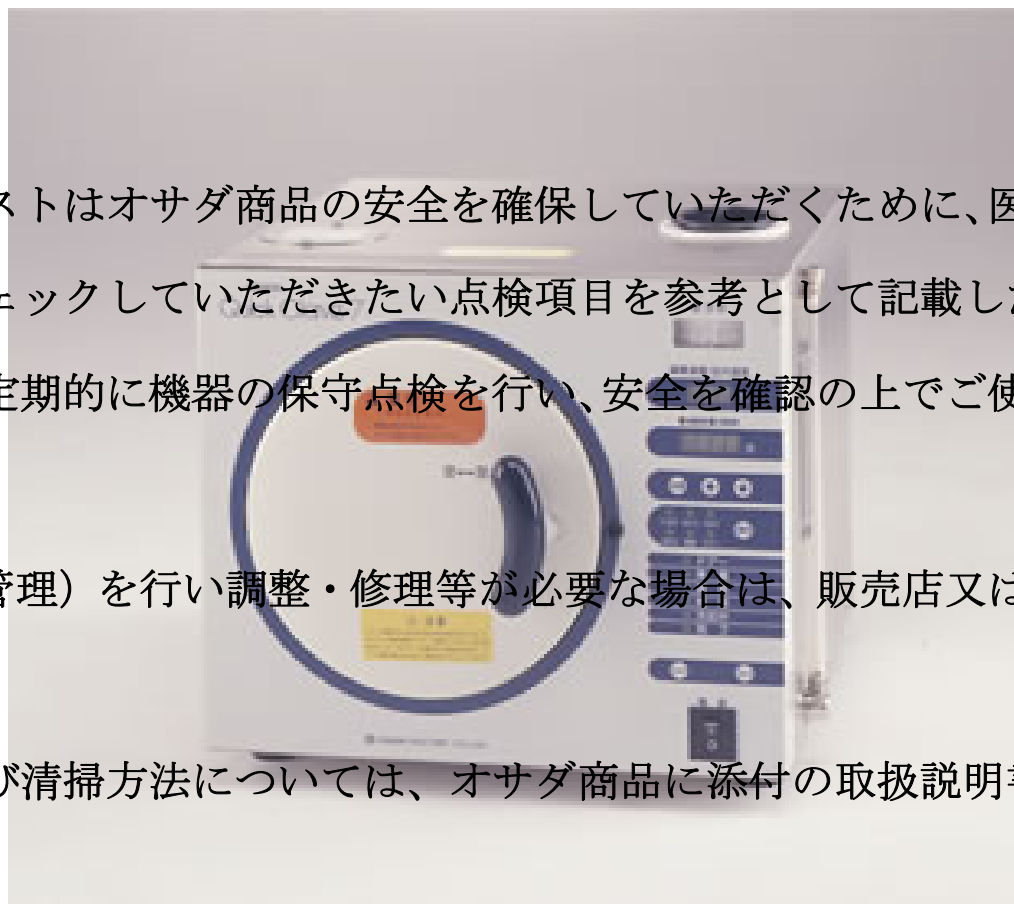 ストはオサダ商品の安全を確保していただくために、医
ェックしていただきたい点検項目を参考として記載した
定期的に機器の保守点検を行い、安全を確認の上でご使
管理）を行い調整・修理等が必要な場合は、販売店又は
び清掃方法については、オサダ商品に添付の取扱説明書